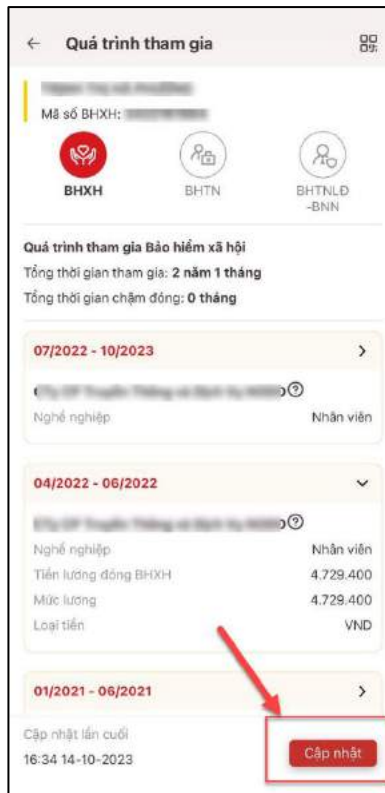 Quá trình tham gia
Mã số BHXH:
BHXH
BHTN
BHTNLĐ
-BNN
Quá trình tham gia Bảo hiểm xã hội
Tổng thời gian tham gia: 2 năm 1 tháng
Tổng thời gian chậm đóng: 0 tháng
07/2022 - 10/2023
Nghề nghiệp Nhân viên
04/2022 - 06/2022
Nghề nghiệp Nhân viên
Tiền lương đóng BHXH 4.729.400
Mức lương 4.729.400
Loại tiền VND
01/2021 - 06/2021
Cập nhật lần cuối
16:34 14-10-2023 Cập nhật